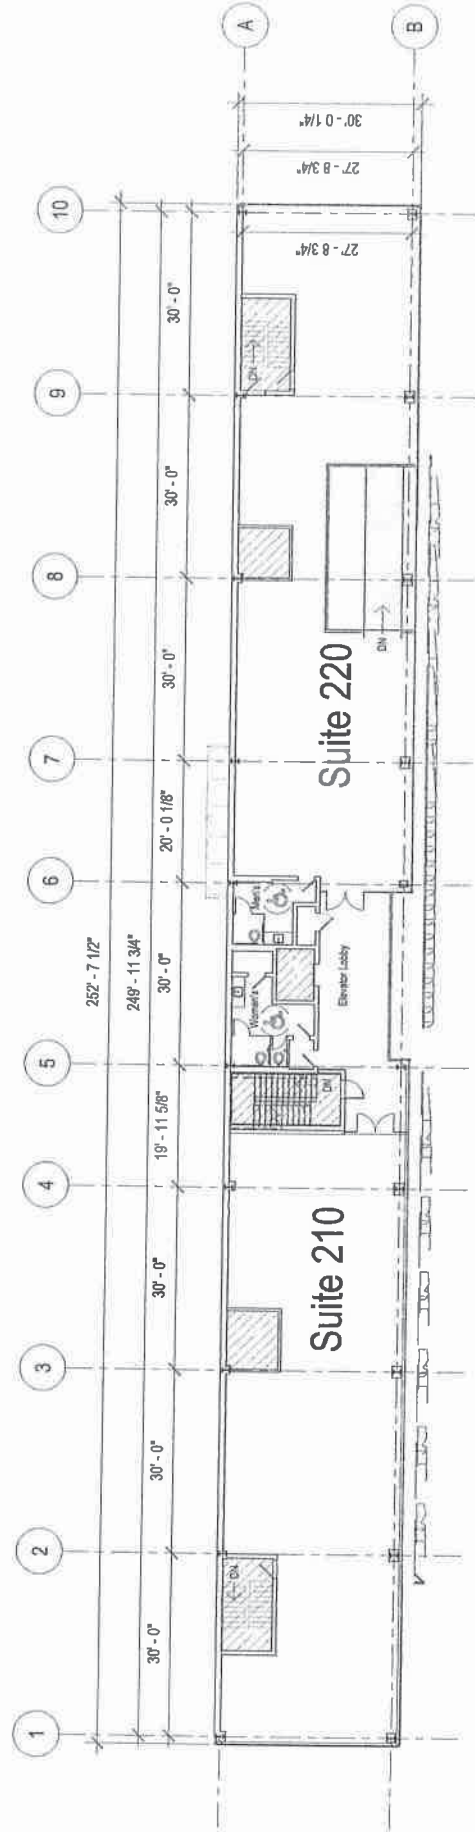 1
2
3
4
5
6
7
8
9
10
252' - 7 1/2"
249' - 11 3/4"
30' - 0"
30' - 0"
30' - 0"
19' - 11 5/8"
30' - 0"
20' - 0 1/8"
30' - 0"
30' - 0"
30' - 0"
A
B
27' - 8 3/4"
27' - 8 3/4"
30' - 0 1/4"
DN
Suite 210
DN
Women's
Men's
Elevator Lobby
Suite 220
DN
DN